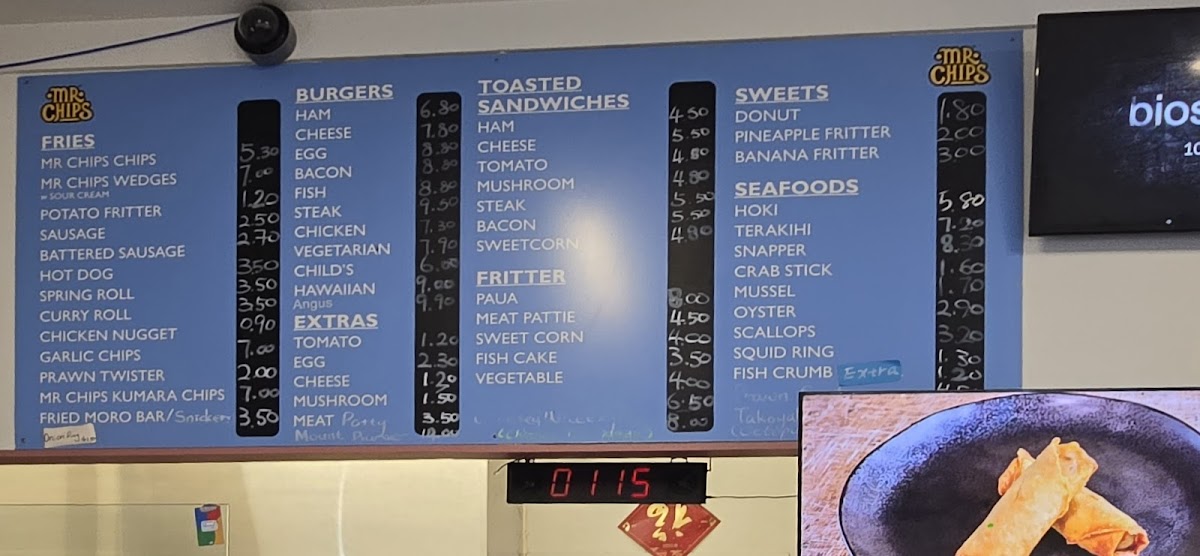 MR. CHIPS
FRIES
MR CHIPS CHIPS 5.30
MR CHIPS WEDGES 7.00
W SOUR CREAM
POTATO FRITTER 1.20
SAUSAGE 2.50
BATTERED SAUSAGE 2.70
HOT DOG 3.50
SPRING ROLL 3.50
CURRY ROLL 3.50
CHICKEN NUGGET 0.90
GARLIC CHIPS 7.00
PRAWN TWISTER 2.00
MR CHIPS KUMARA CHIPS 7.00
FRIED MORO BAR/Snickers 3.50
Onion Ring
BURGERS
HAM 6.80
CHEESE 7.80
EGG 8.80
BACON 8.80
FISH 8.80
STEAK 9.50
CHICKEN 7.30
VEGETARIAN 7.90
CHILD'S 6.00
HAWAIIAN 9.00
Angus 9.90
EXTRAS
TOMATO 1.20
EGG 2.30
CHEESE 1.20
MUSHROOM 1.50
MEAT Patty 3.50
Mount
TOASTED
SANDWICHES
HAM 4.50
CHEESE 5.50
TOMATO 4.80
MUSHROOM 4.80
STEAK 5.50
BACON 5.50
SWEETCORN 4.80
FRITTER
PAUA 8.00
MEAT PATTIE 4.50
SWEET CORN 4.00
FISH CAKE 3.50
VEGETABLE 4.00
6.50
8.00
MR. CHIPS
SWEETS
DONUT 1.80
PINEAPPLE FRITTER 2.00
BANANA FRITTER 3.00
SEAFOODS
HOKI 5.80
TERAKIHI 7.20
SNAPPER 8.30
CRAB STICK 1.60
MUSSEL 1.70
OYSTER 2.90
SCALLOPS 3.20
SQUID RING 1.30
FISH CRUMB Extra 1.20
bios
10
0115
福